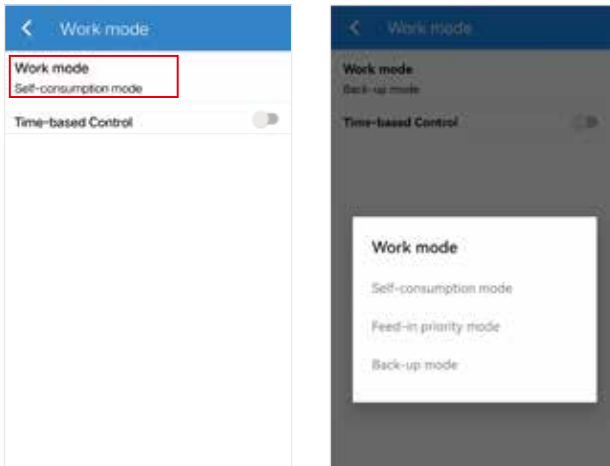 Work mode
Work mode
Self-consumption mode
Time-based Control
Work mode
Work mode
Back-up mode
Time-based Control
Work mode
Self-consumption mode
Feed-in priority mode
Back-up mode